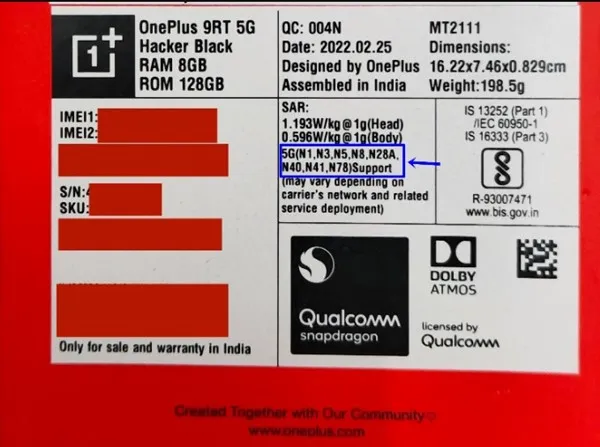 OnePlus 9RT 5G
Hacker Black
RAM 8GB
ROM 128GB
QC: 004N
Date: 2022.02.25
Designed by OnePlus
Assembled in India
MT2111
Dimensions:
16.22x7.46x0.829cm
Weight:198.5g
IMEI1:
IMEI2:
S/N:4
SKU:
Only for sale and warranty in India
SAR:
1.193W/kg@1g(Head)
0.596W/kg@1g(Body)
5G(N1,N3,N5,N8,N28A,
N40,N41,N78)Support
(may vary depending on
carrier's network and related
service deployment)
IS 13252 (Part 1)
/IEC 60950-1
IS 16333 (Part 3)
R-93007471
www.bis.gov.in
Qualcomm
snapdragon
DOLBY
ATMOS
licensed by
Qualcomm
Created Together with Our Community
www.oneplus.com